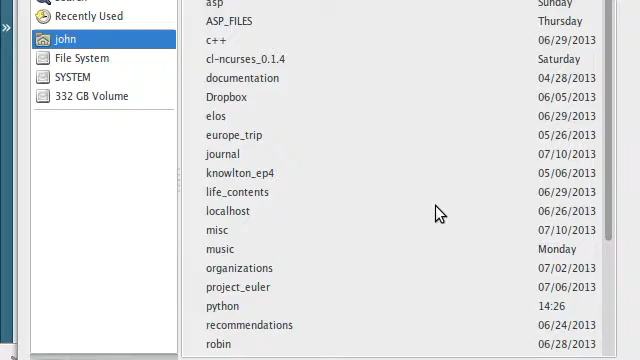 »
Search
Recently Used
john
File System
SYSTEM
332 GB Volume
asp Sunday
ASP_FILES Thursday
c++ 06/29/2013
cl-ncurses_0.1.4 Saturday
documentation 04/28/2013
Dropbox 06/05/2013
elos 06/29/2013
europe_trip 05/26/2013
journal 07/10/2013
knowlton_ep4 05/06/2013
life_contents 06/29/2013
localhost 06/26/2013
misc 07/10/2013
music Monday
organizations 07/02/2013
project_euler 07/06/2013
python 14:26
recommendations 06/24/2013
robin 06/28/2013